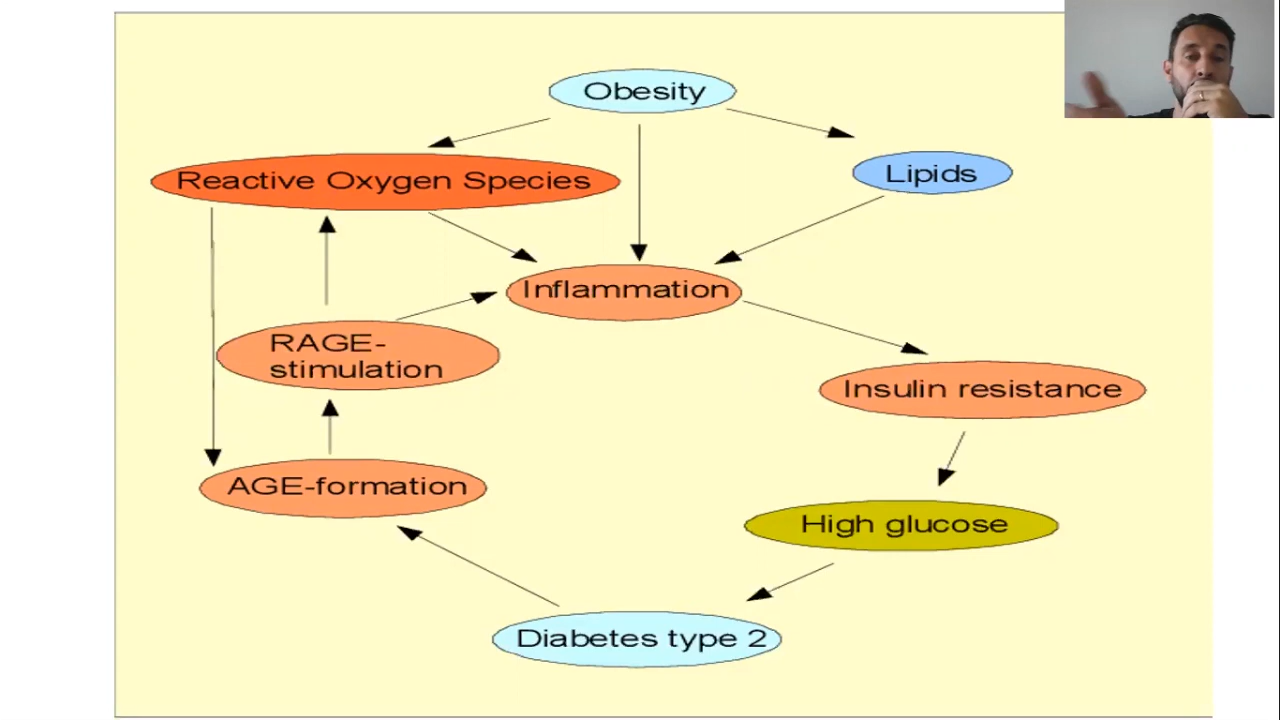 Obesity
Reactive Oxygen Species
Lipids
Inflammation
RAGE-
stimulation
Insulin resistance
AGE-formation
High glucose
Diabetes type 2